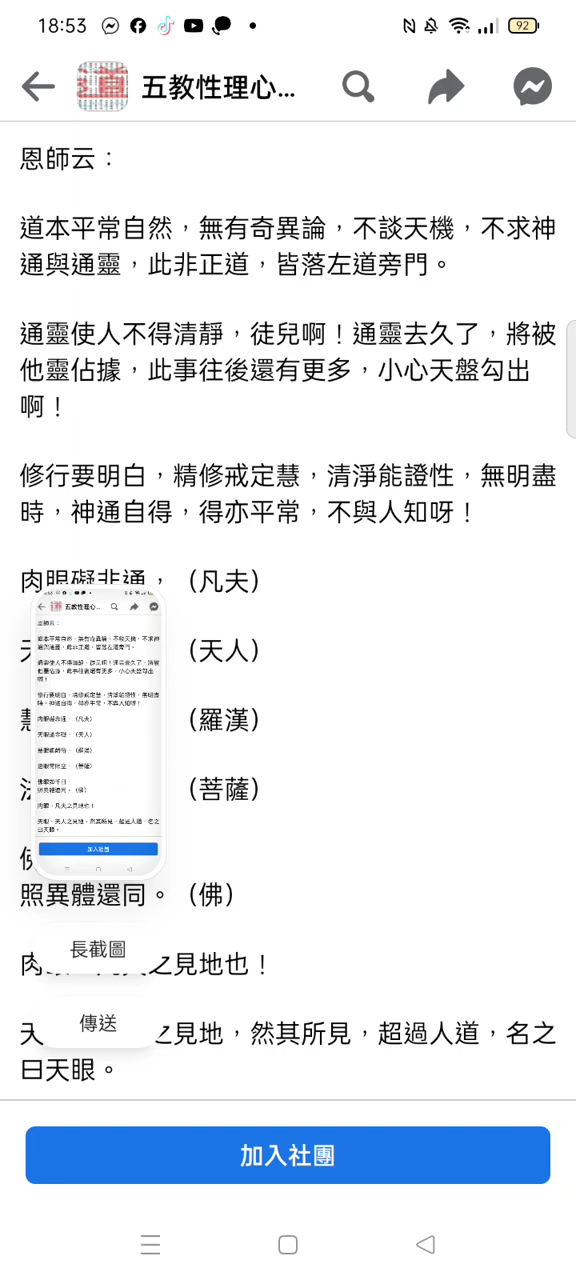 18:53
92
五教性理心...
恩師云：
道本平常自然，無有奇異論，不談天機，不求神
通與通靈，此非正道，皆落左道旁門。
通靈使人不得清靜，徒兒啊！通靈去久了，將被
他靈佔據，此事往後還有更多，小心天盤勾出
啊！
修行要明白，精修戒定慧，清淨能證性，無明盡
時，神通自得，得亦平常，不與人知呀！
肉眼礙非通，（凡夫）
（天人）
（羅漢）
（菩薩）
照異體還同。（佛）
長截圖
之見地也！
傳送
之見地，然其所見，超過人道，名之
曰天眼。
加入社團